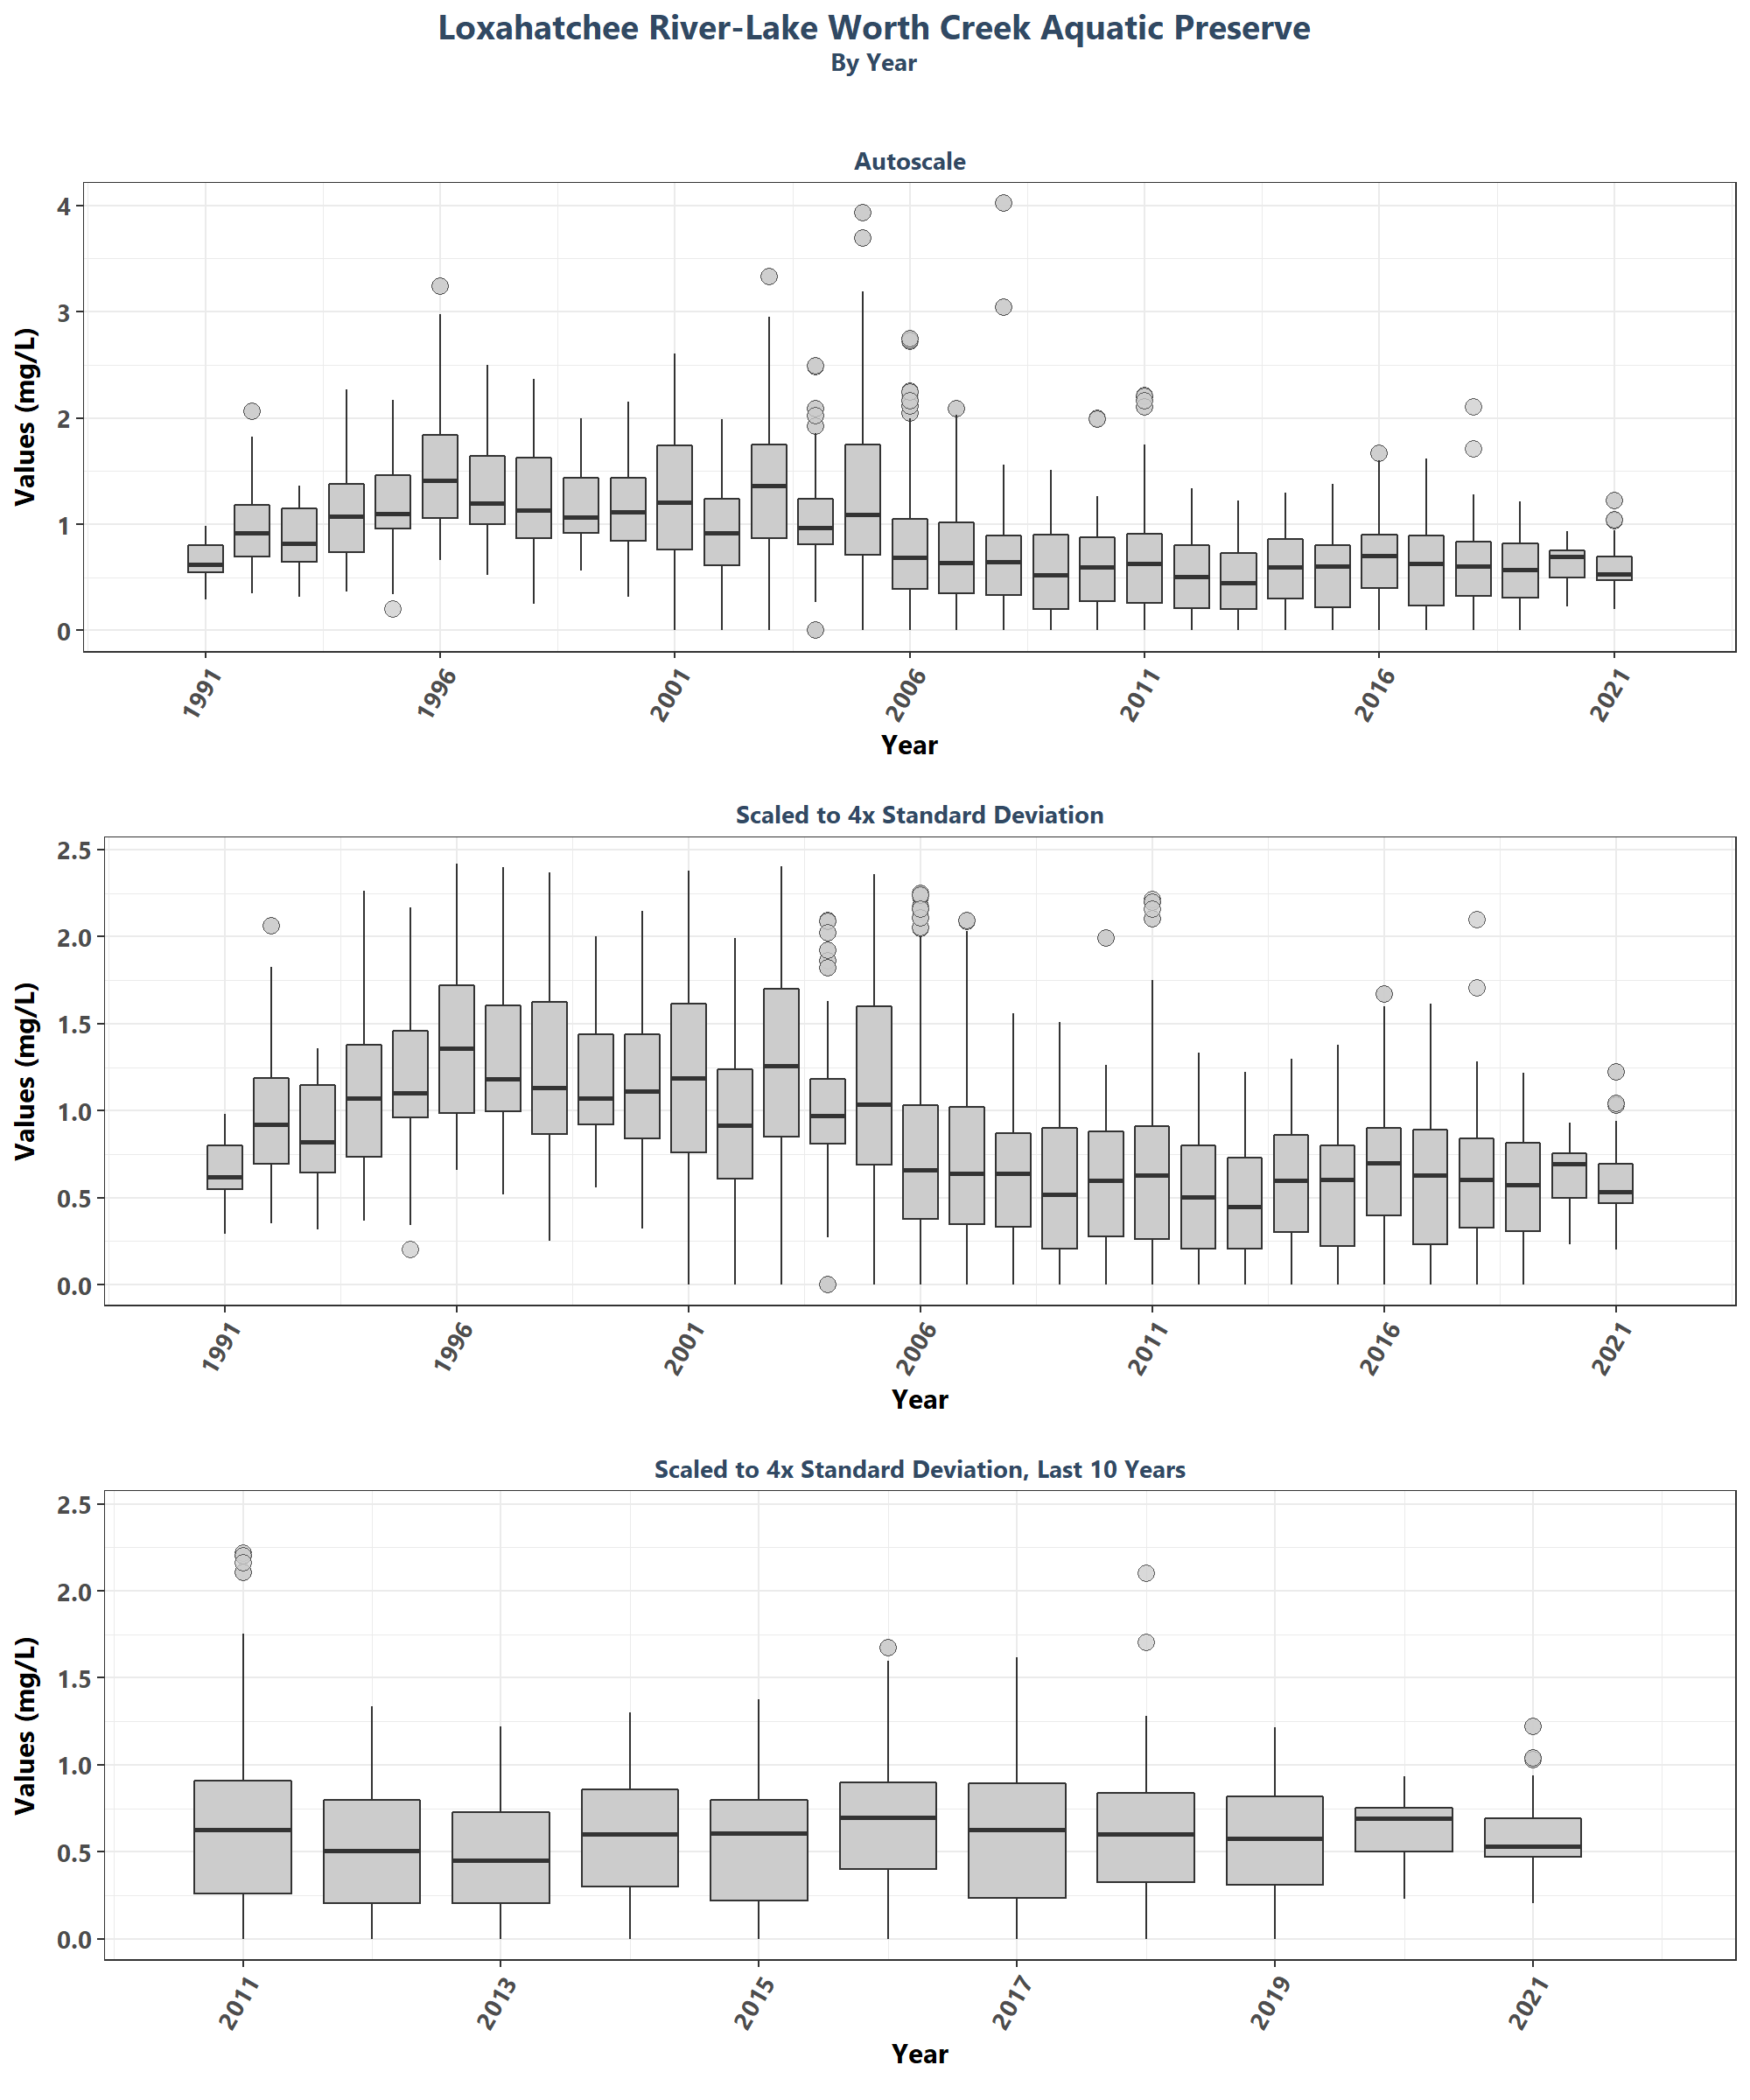 Loxahatchee River-Lake Worth Creek Aquatic Preserve
By Year
Autoscale
Values (mg/L)
4
3
2
1
0
1991 1996 2001 2006 2011 2016 2021
Year
Scaled to 4x Standard Deviation
Values (mg/L)
2.5
2.0
1.5
1.0
0.5
0.0
1991 1996 2001 2006 2011 2016 2021
Year
Scaled to 4x Standard Deviation, Last 10 Years
Values (mg/L)
2.5
2.0
1.5
1.0
0.5
0.0
2011 2013 2015 2017 2019 2021
Year